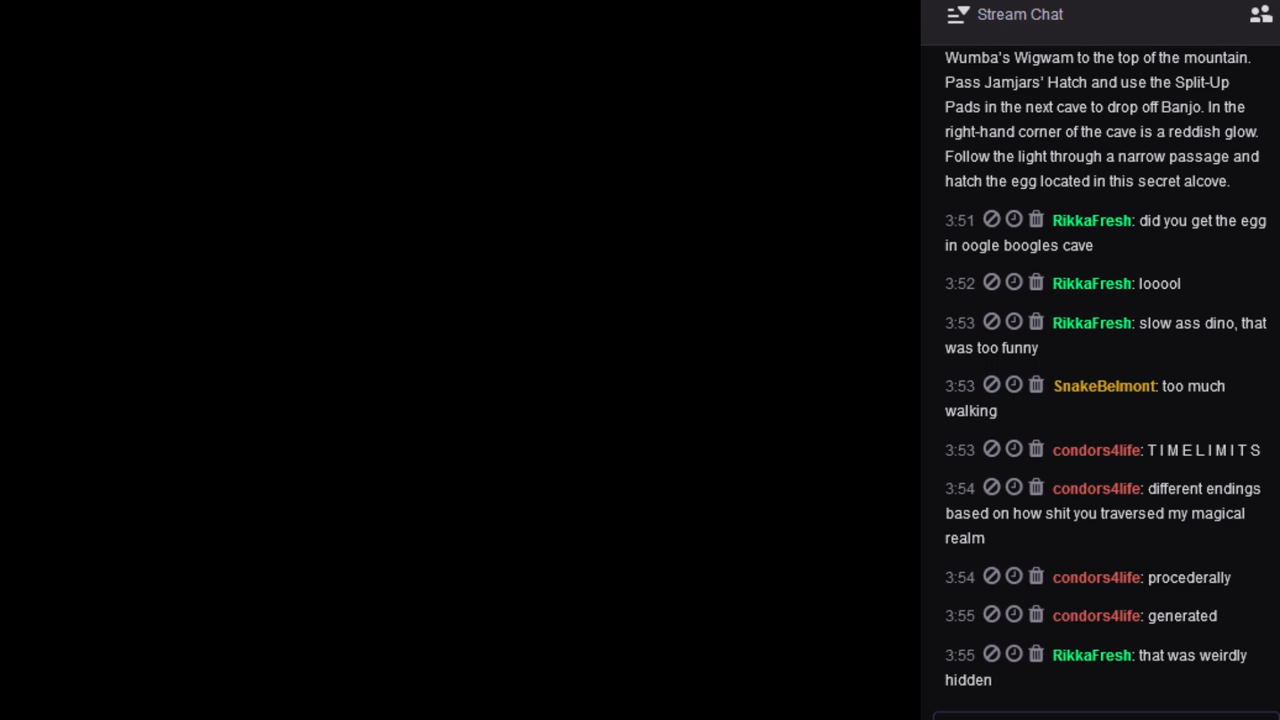 Stream Chat
Wumba's Wigwam to the top of the mountain.
Pass Jamjars' Hatch and use the Split-Up
Pads in the next cave to drop off Banjo. In the
right-hand corner of the cave is a reddish glow.
Follow the light through a narrow passage and
hatch the egg located in this secret alcove.
3:51 RikkaFresh: did you get the egg
in oogle boogles cave
3:52 RikkaFresh: looool
3:53 RikkaFresh: slow ass dino, that
was too funny
3:53 SnakeBelmont: too much
walking
3:53 condors4life: T I M E L I M I T S
3:54 condors4life: different endings
based on how shit you traversed my magical
realm
3:54 condors4life: procederally
3:55 condors4life: generated
3:55 RikkaFresh: that was weirdly
hidden